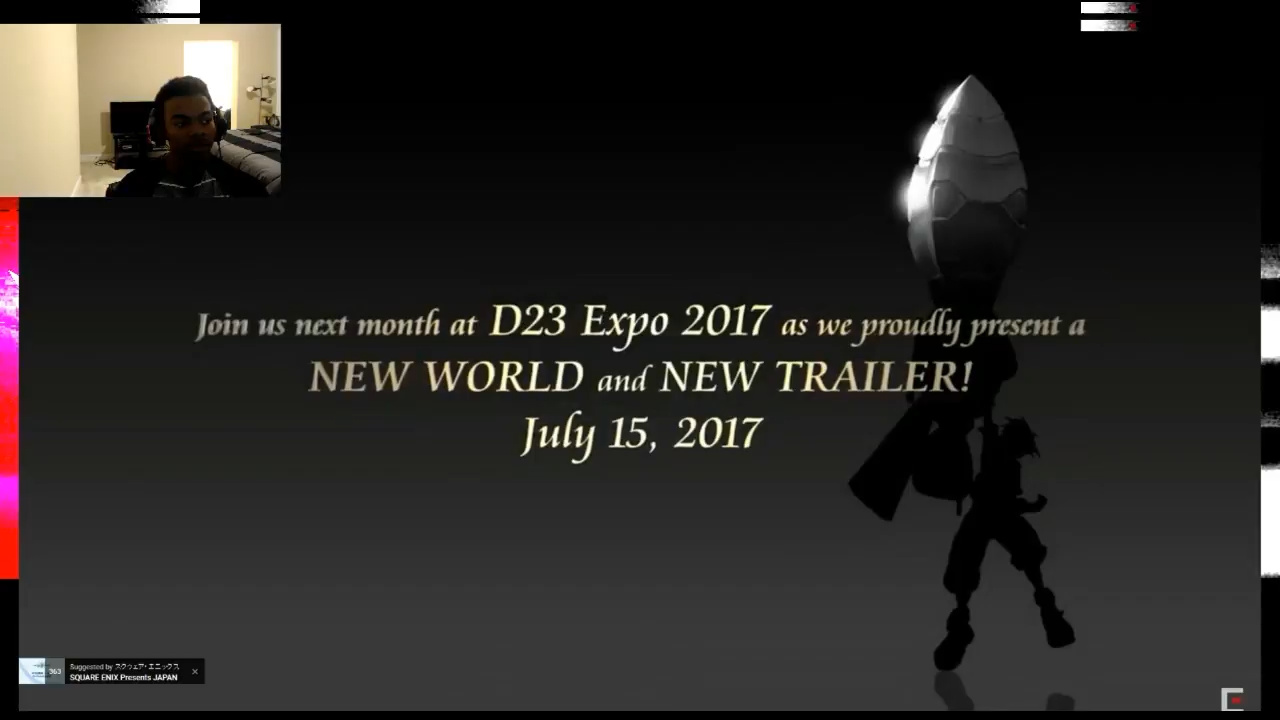 Join us next month at D23 Expo 2017 as we proudly present a
NEW WORLD and NEW TRAILER!
July 15, 2017
363
Suggested by スクウェア・エニックス
SQUARE ENIX Presents JAPAN